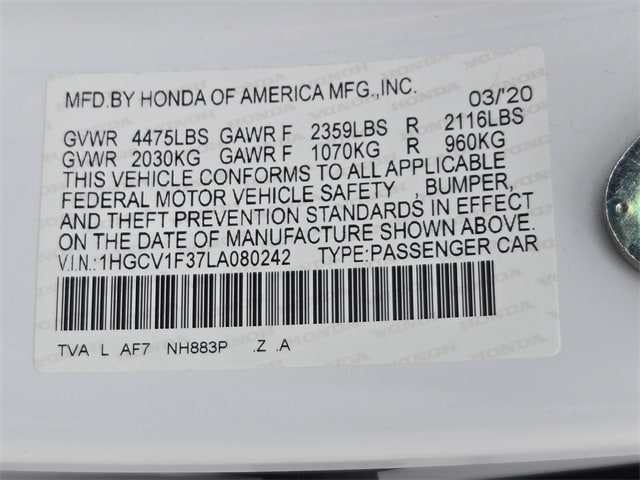 MFD.BY HONDA OF AMERICA MFG.,INC. 03/'20
GVWR 4475LBS GAWR F 2359LBS R 2116LBS
GVWR 2030KG GAWR F 1070KG R 960KG
THIS VEHICLE CONFORMS TO ALL APPLICABLE
FEDERAL MOTOR VEHICLE SAFETY , BUMPER,
AND THEFT PREVENTION STANDARDS IN EFFECT
ON THE DATE OF MANUFACTURE SHOWN ABOVE.
V.I.N.:1HGCV1F37LA080242 TYPE:PASSENGER CAR
TVA L AF7 NH883P .Z .A